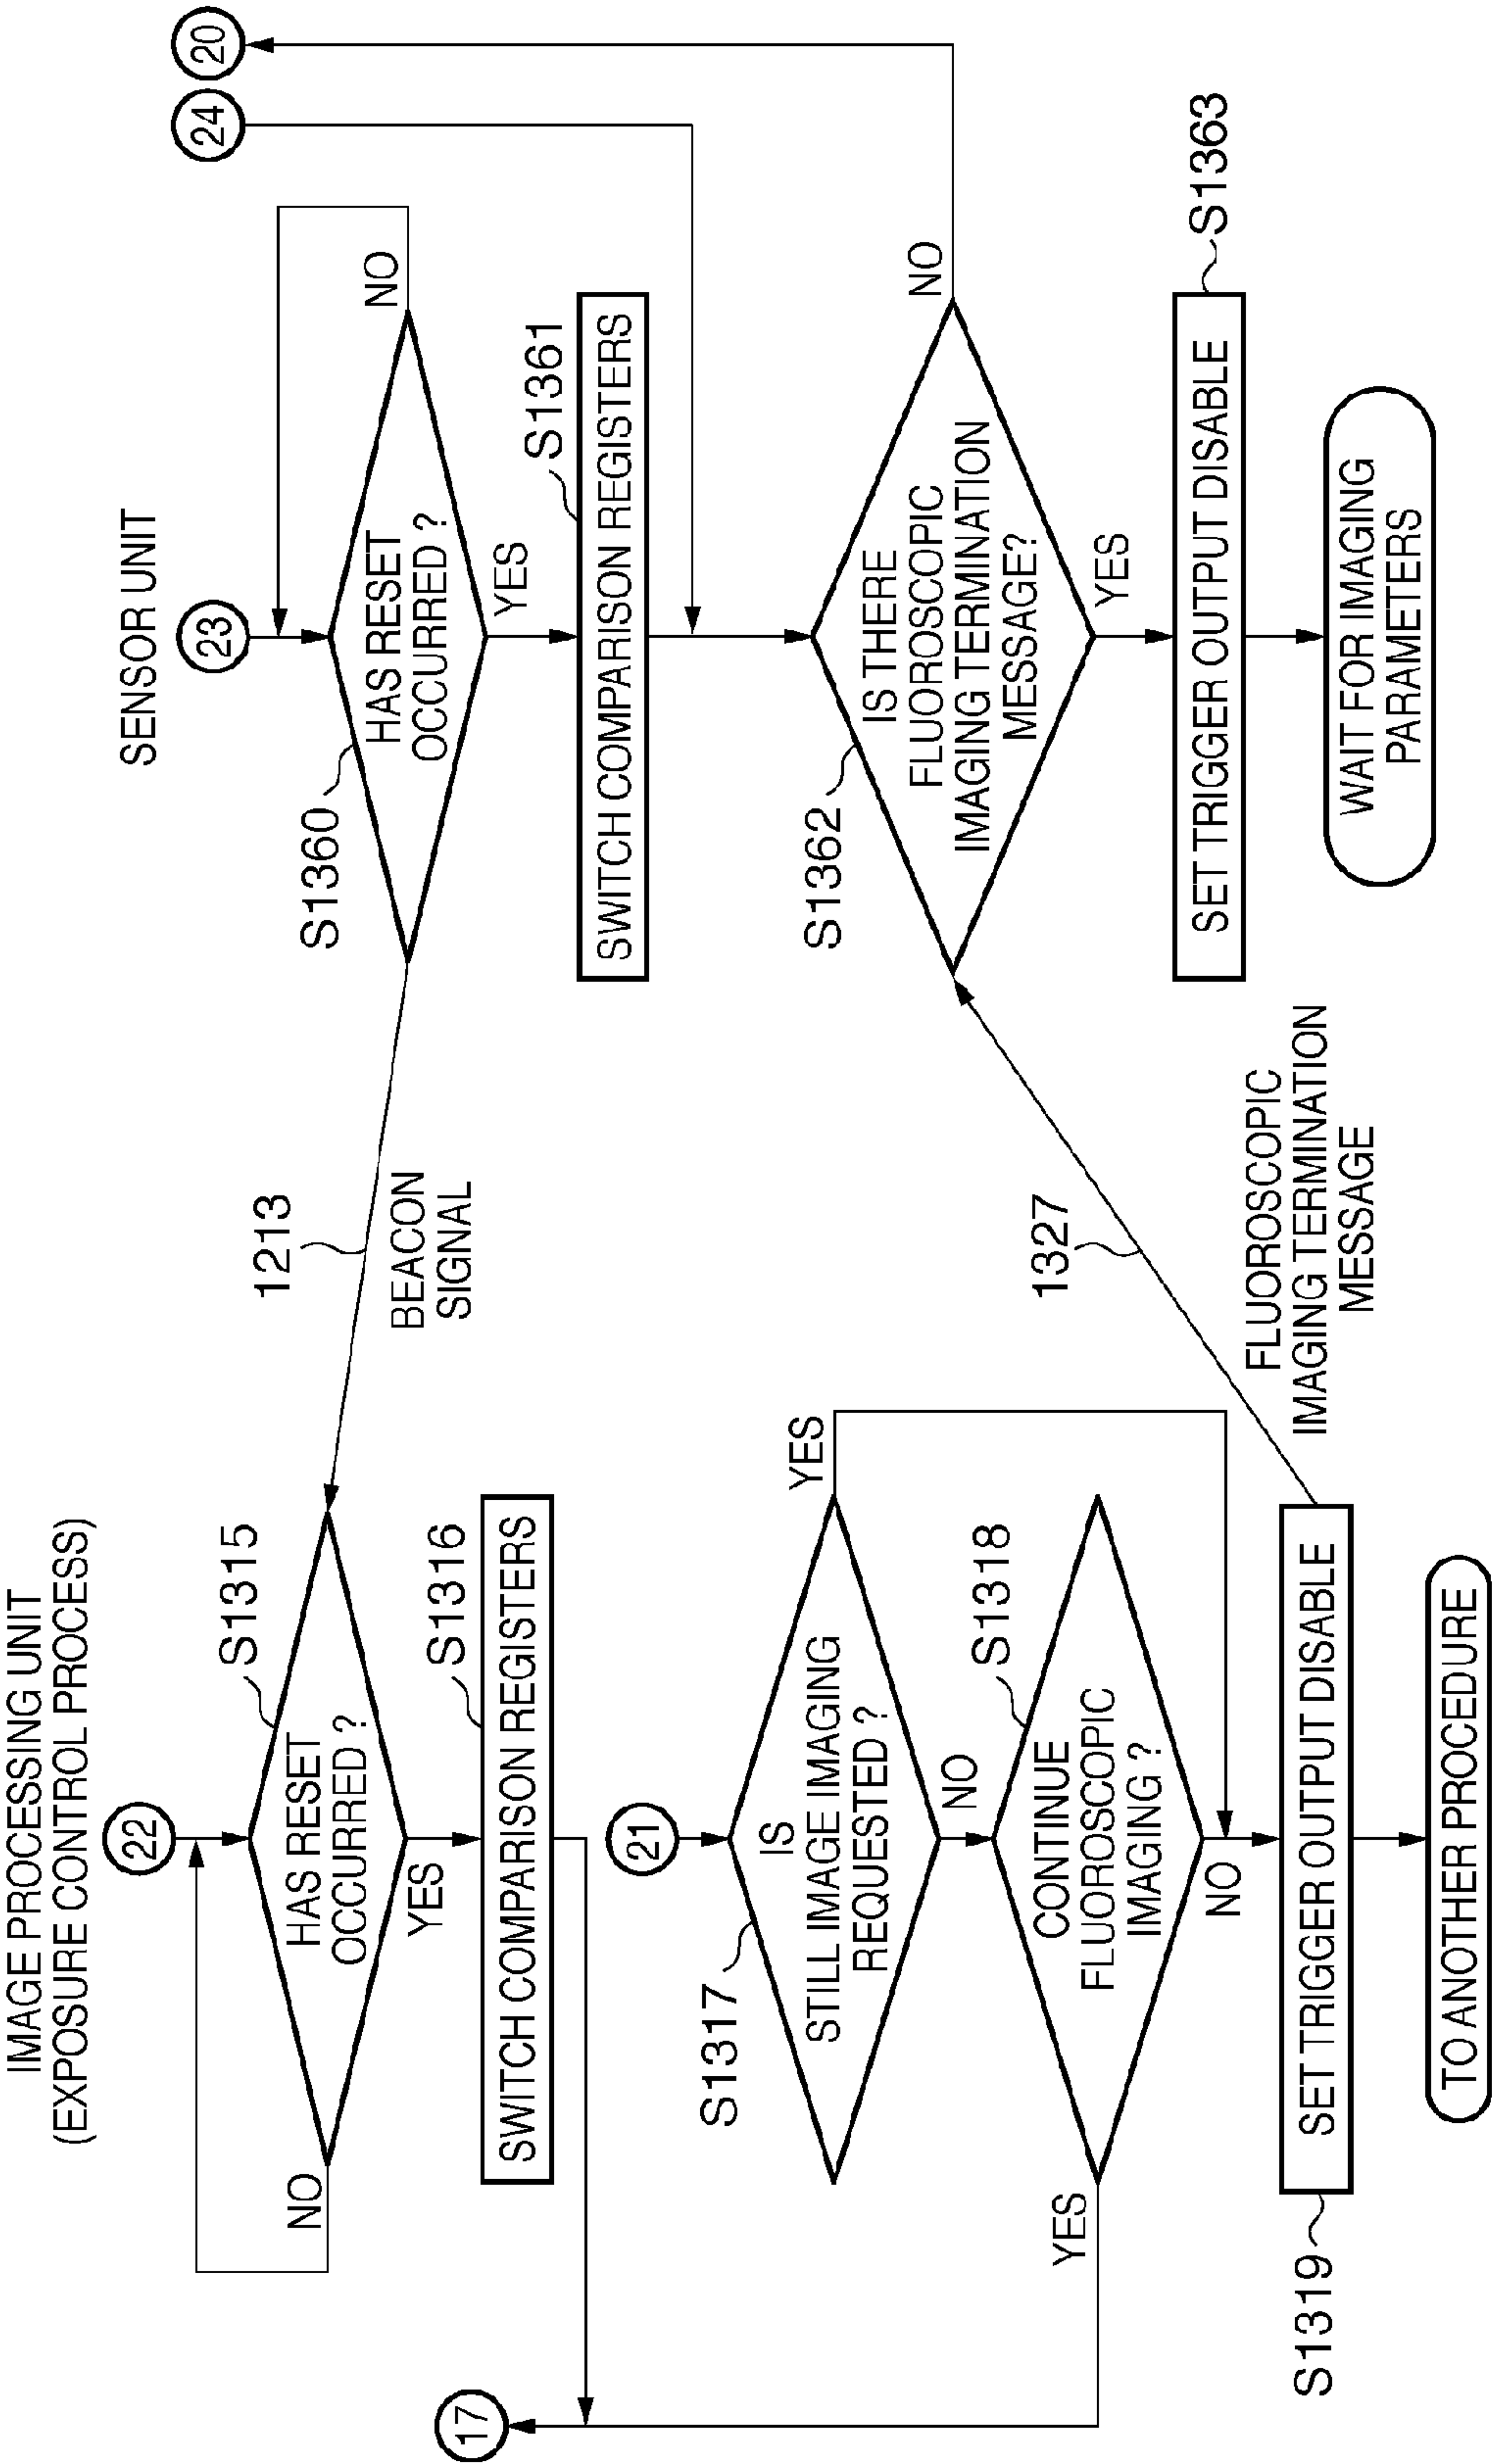 IMAGE PROCESSING UNIT
(EXPOSURE CONTROL PROCESS)
22
S1315
HAS RESET
OCCURRED ?
NO
YES
S1316
SWITCH COMPARISON REGISTERS
17
21
S1317
IS
STILL IMAGE IMAGING
REQUESTED ?
YES
NO
S1318
CONTINUE
FLUOROSCOPIC
IMAGING ?
YES
NO
S1319
SET TRIGGER OUTPUT DISABLE
TO ANOTHER PROCEDURE
1213
BEACON
SIGNAL
1327
FLUOROSCOPIC
IMAGING TERMINATION
MESSAGE
SENSOR UNIT
23
24
20
S1360
HAS RESET
OCCURRED ?
NO
YES
S1361
SWITCH COMPARISON REGISTERS
S1362
IS THERE
FLUOROSCOPIC
IMAGING TERMINATION
MESSAGE?
NO
YES
S1363
SET TRIGGER OUTPUT DISABLE
WAIT FOR IMAGING
PARAMETERS